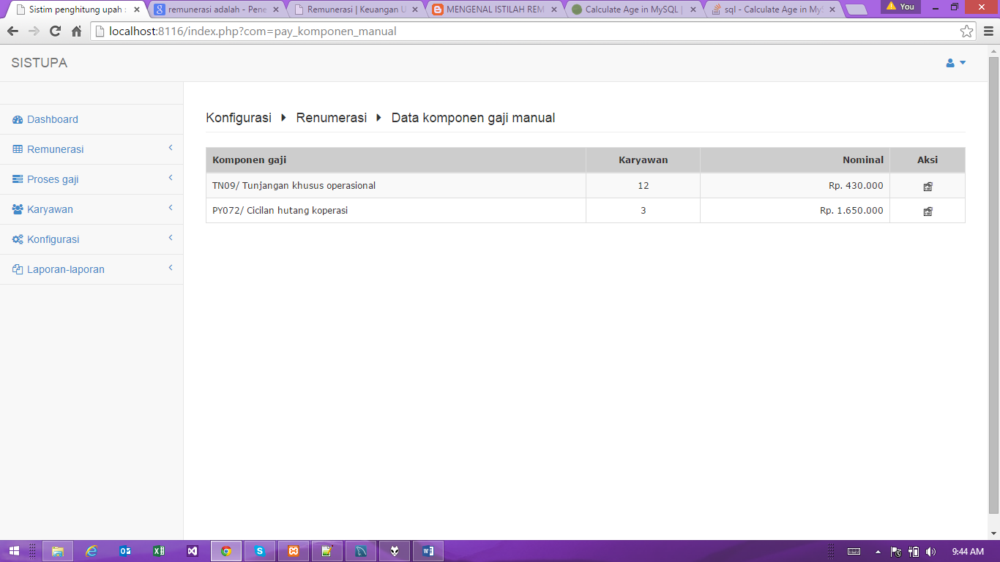 Sistim penghitung upah :
remunerasi adalah - Pene
Remunerasi | Keuangan U
MENGENAL ISTILAH REM
Calculate Age in MySQL |
sql - Calculate Age in MyS
You
localhost:8116/index.php?com=pay_komponen_manual
SISTUPA
Dashboard
Remunerasi
Proses gaji
Karyawan
Konfigurasi
Laporan-laporan
Konfigurasi Renumerasi Data komponen gaji manual
Komponen gaji Karyawan Nominal Aksi
TN09/ Tunjangan khusus operasional 12 Rp. 430.000
PY072/ Cicilan hutang koperasi 3 Rp. 1.650.000
9:44 AM